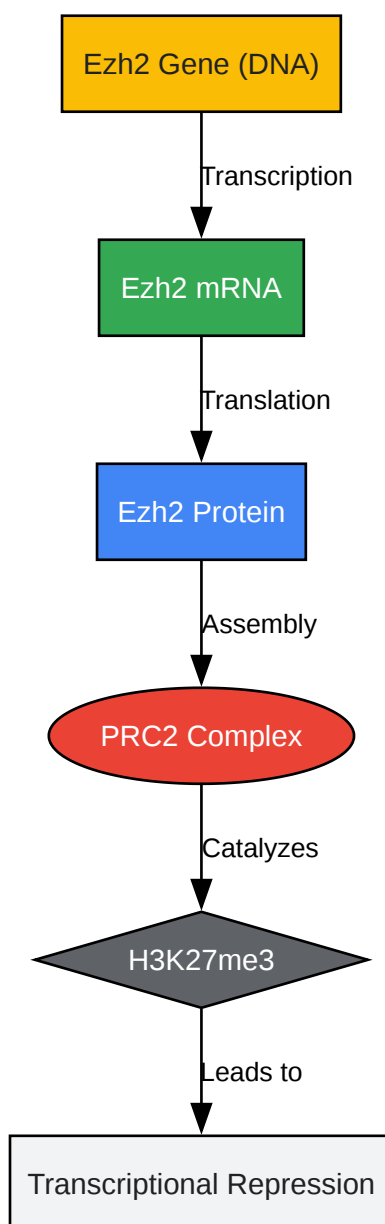 Ezh2 Gene (DNA)
Transcription
Ezh2 mRNA
Translation
Ezh2 Protein
Assembly
PRC2 Complex
Catalyzes
H3K27me3
Leads to
Transcriptional Repression